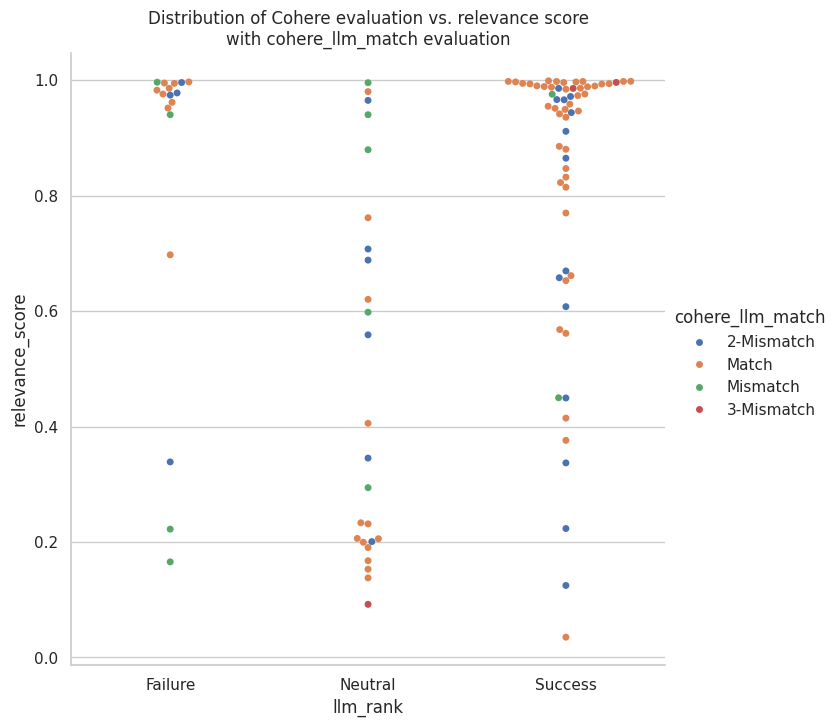 Distribution of Cohere evaluation vs. relevance score
with cohere_llm_match evaluation
1.0
0.8
0.6
0.4
0.2
0.0
relevance_score
Failure
Neutral
Success
llm_rank
cohere_llm_match
2-Mismatch
Match
Mismatch
3-Mismatch